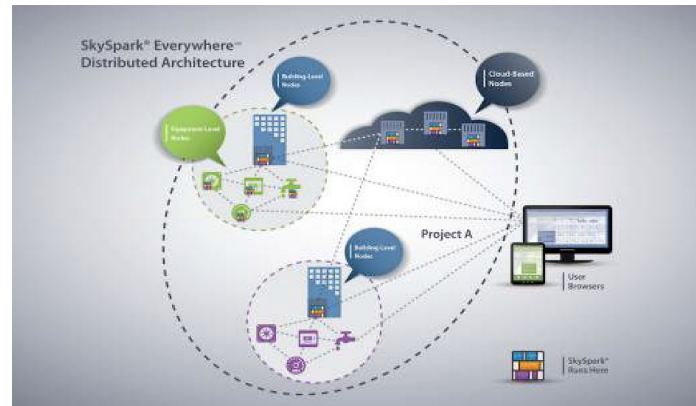 SkySpark® Everywhere™
Distributed Architecture
Building-Level
Nodes
Cloud-Based
Nodes
Equipment-Level
Nodes
Project A
Building-Level
Nodes
User
Browsers
SkySpark®
Runs Here